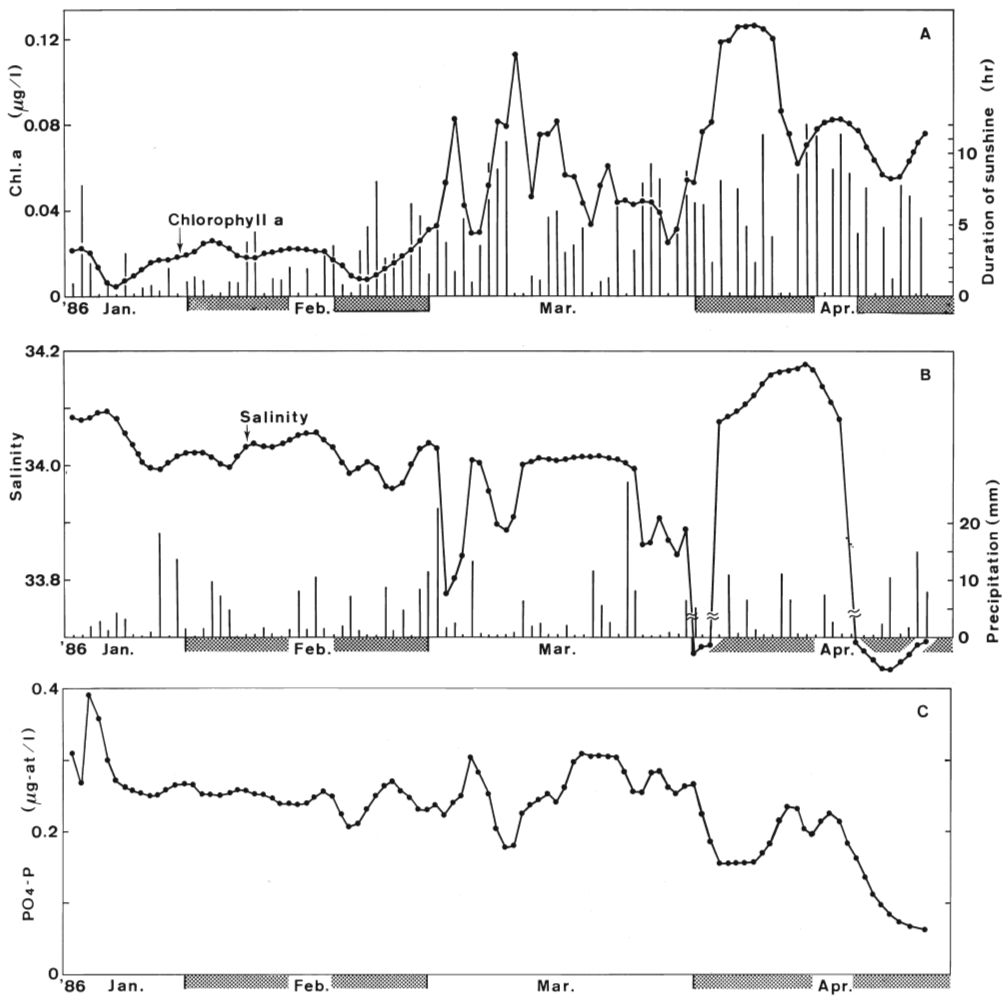 A
0.12
0.08
0.04
0
Chl. a (µg/l)
10
5
0
Duration of sunshine (hr)
Chlorophyll a
'86 Jan. Feb. Mar. Apr.
B
34.2
34.0
33.8
Salinity
Salinity
20
10
0
Precipitation (mm)
'86 Jan. Feb. Mar. Apr.
C
0.4
0.2
0
PO4-P (µg-at/l)
'86 Jan. Feb. Mar. Apr.